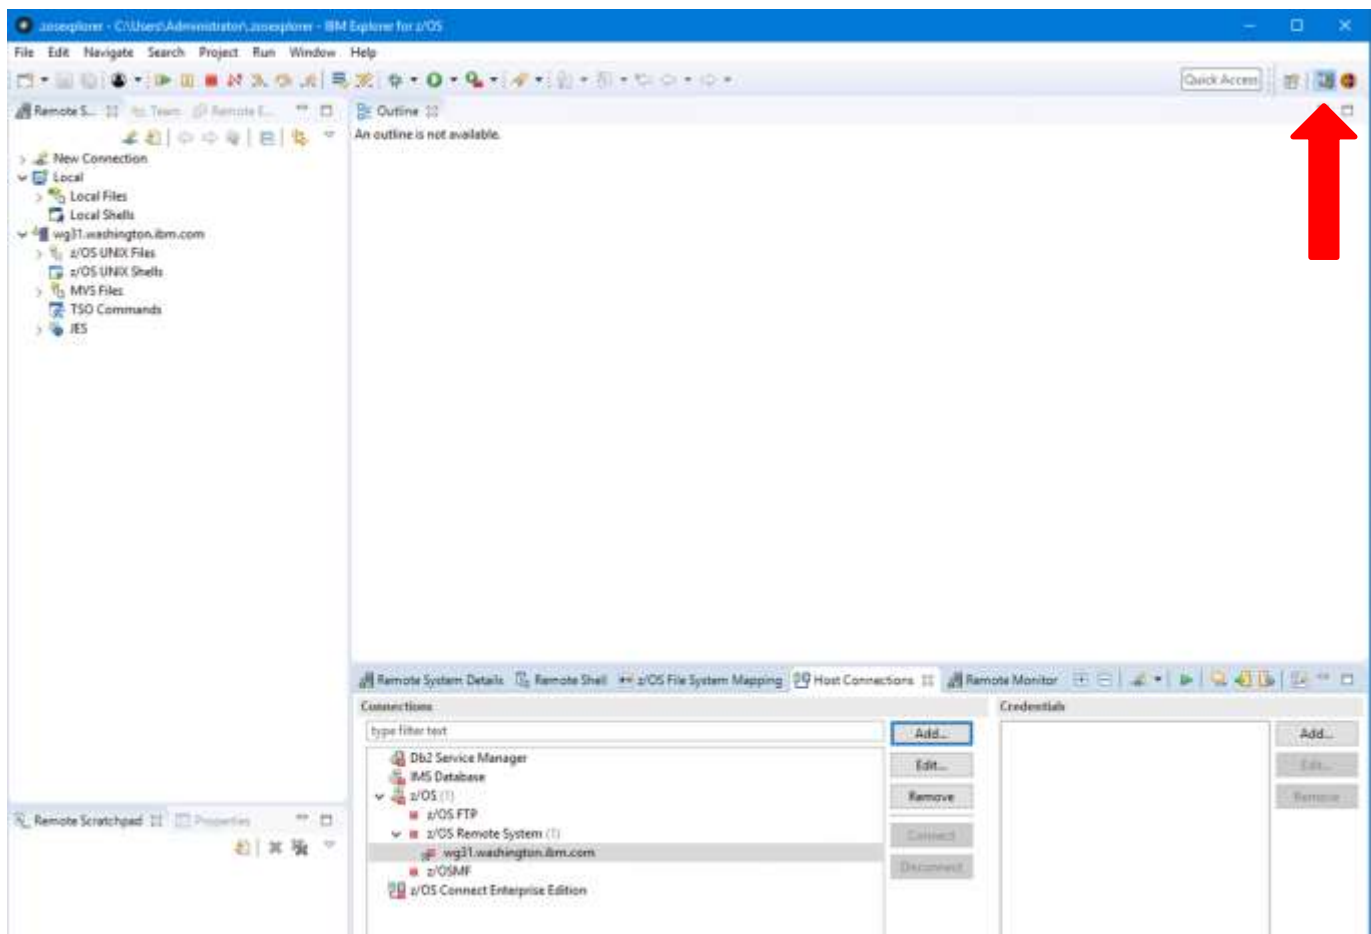 .zosexplorer - C:\Users\Administrator\.zosexplorer - IBM Explorer for z/OS
File Edit Navigate Search Project Run Window Help
Quick Access
Remote S... Team Remote E...
Outline
An outline is not available.
New Connection
Local
Local Files
Local Shells
wg31.washington.ibm.com
z/OS UNIX Files
z/OS UNIX Shells
MVS Files
TSO Commands
JES
Remote System Details Remote Shell z/OS File System Mapping Host Connections Remote Monitor
Connections
Credentials
type filter text
Add...
Add...
Db2 Service Manager
Edit...
Edit...
IMS Database
z/OS (1)
Remove
Remove
z/OS FTP
Remote Scratchpad Properties
z/OS Remote System (1)
Connect
wg31.washington.ibm.com
z/OSMF
Disconnect
z/OS Connect Enterprise Edition